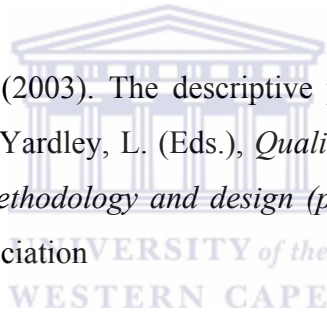 (2003). The descriptive
Yardley, L. (Eds.), Quali
ethodology and design (p
ciation
UNIVERSITY of the
WESTERN CAPE